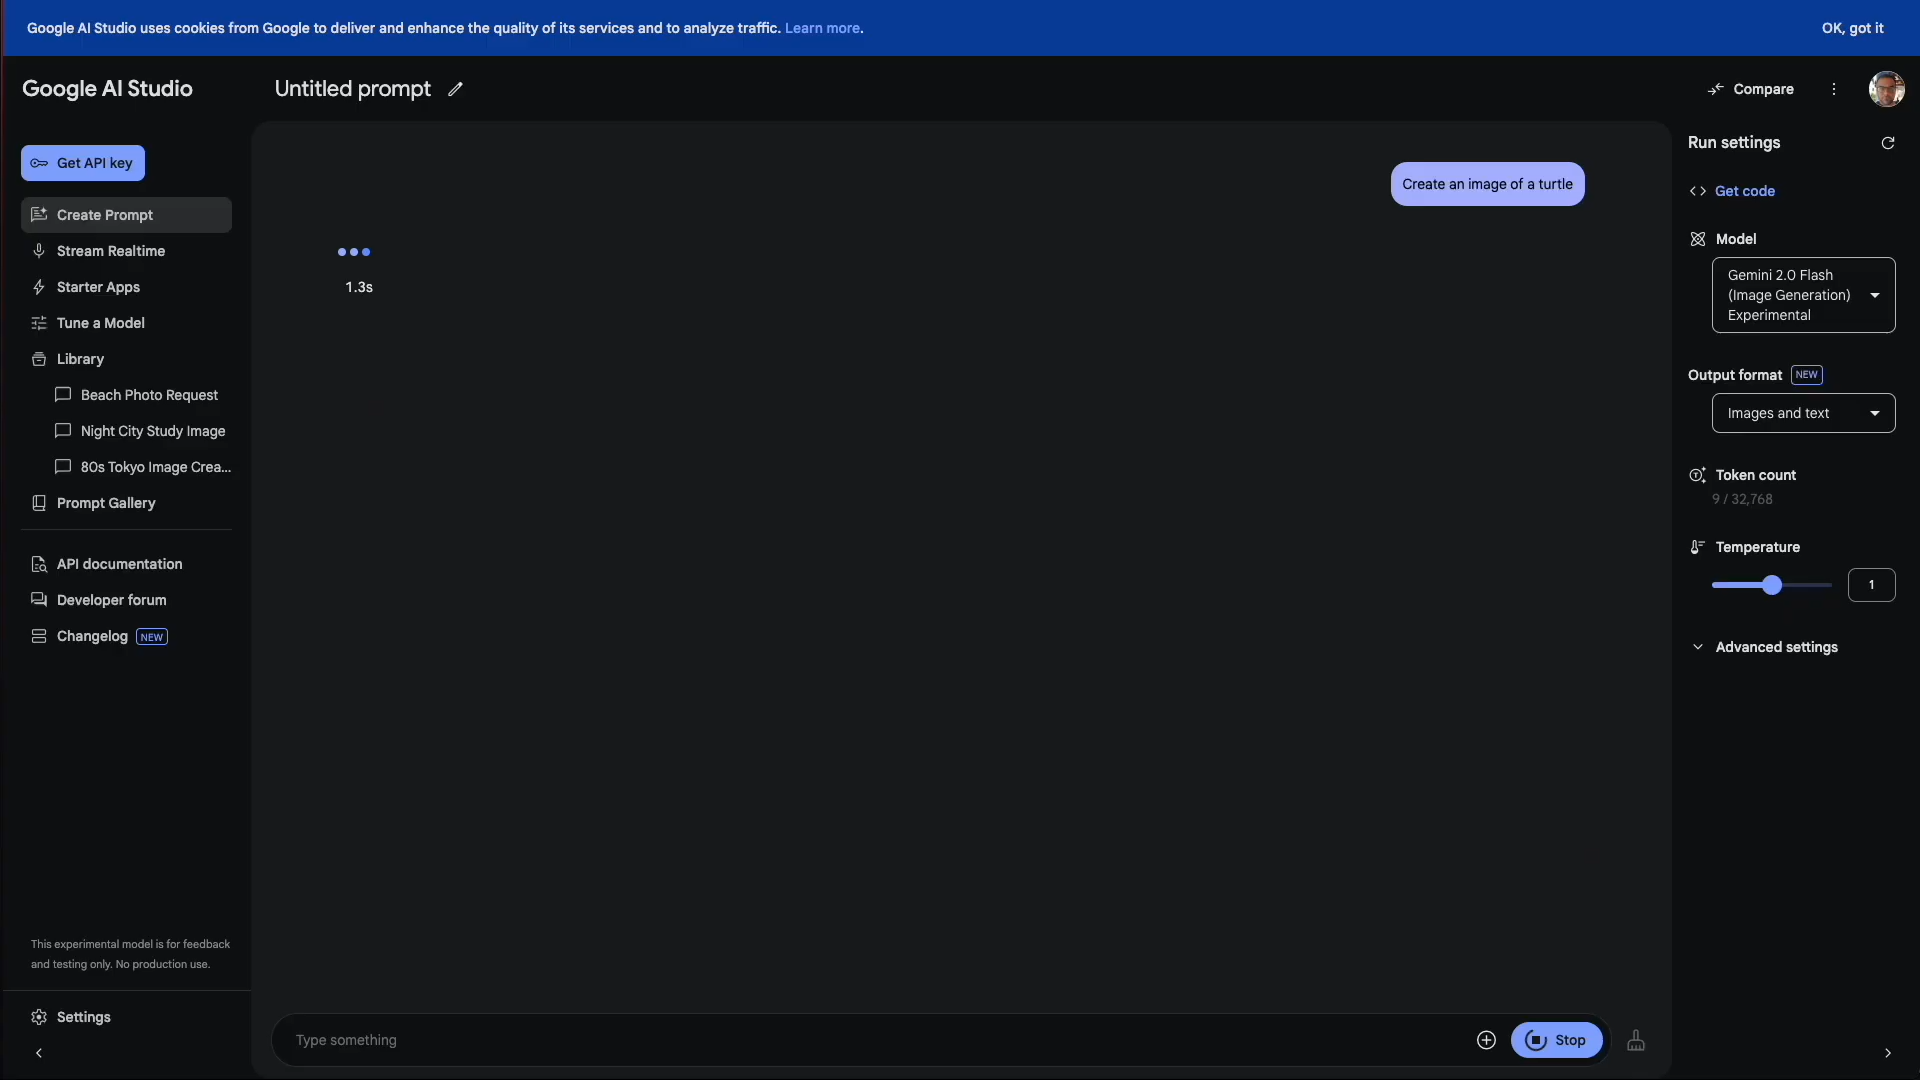 Google AI Studio uses cookies from Google to deliver and enhance the quality of its services and to analyze traffic. Learn more.
OK, got it
Google AI Studio
Untitled prompt
Compare
Get API key
Create Prompt
Stream Realtime
Starter Apps
Tune a Model
Library
Beach Photo Request
Night City Study Image
80s Tokyo Image Crea...
Prompt Gallery
API documentation
Developer forum
Changelog NEW
This experimental model is for feedback
and testing only. No production use.
Settings
Create an image of a turtle
1.3s
Type something
Stop
Run settings
Get code
Model
Gemini 2.0 Flash
(Image Generation)
Experimental
Output format NEW
Images and text
Token count
9 / 32,768
Temperature
1
Advanced settings